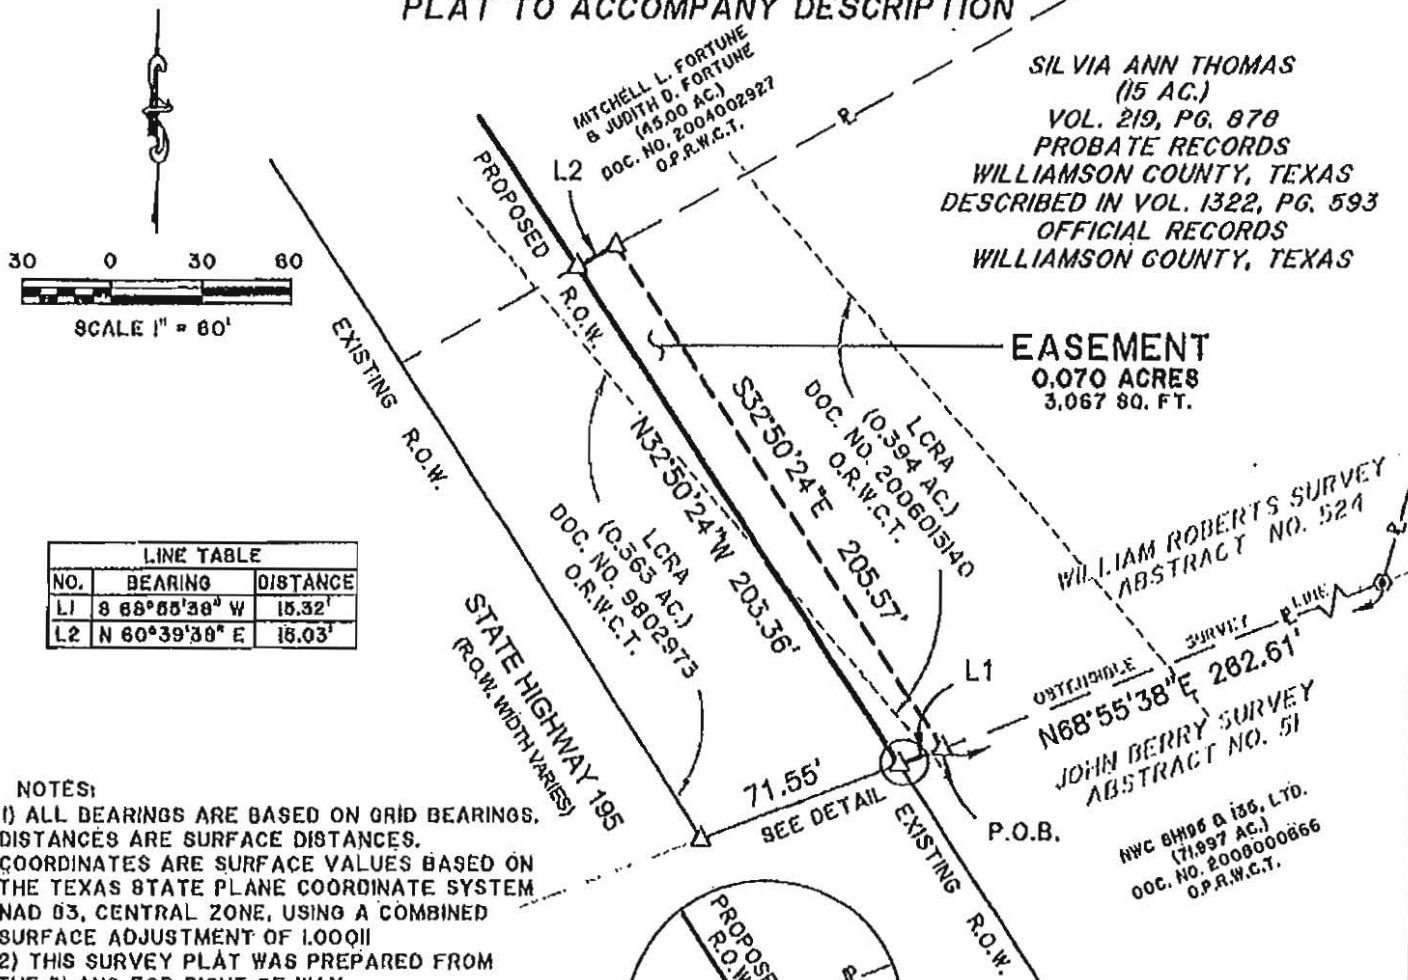 PLAT TO ACCOMPANY DESCRIPTION
MITCHELL L. FORTUNE
& JUDITH D. FORTUNE
(45.00 AC.)
DOC. NO. 2004002927
O.P.R.W.C.T.
SILVIA ANN THOMAS
(15 AC.)
VOL. 219, PG. 878
PROBATE RECORDS
WILLIAMSON COUNTY, TEXAS
DESCRIBED IN VOL. 1322, PG. 593
OFFICIAL RECORDS
WILLIAMSON COUNTY, TEXAS
30 0 30 60
SCALE 1" = 60'
PROPOSED
R.O.W.
L2
EXISTING R.O.W.
EASEMENT
0.070 ACRES
3,067 SQ. FT.
S32°50'24"E 205.57'
N32°50'24"W 203.36'
LCRA
(0.394 AC.)
DOC. NO. 2006013140
O.R.W.C.T.
LCRA
(0.363 AC.)
DOC. NO. 9802973
O.R.W.C.T.
WILLIAM ROBERTS SURVEY
ABSTRACT NO. 524
LINE TABLE
NO. BEARING DISTANCE
L1 S 68°55'38" W 15.32'
L2 N 60°39'39" E 15.03'
STATE HIGHWAY 195
(R.O.W. WIDTH VARIES)
L1
OSTENSIBLE SURVEY LINE
N68°55'38"E 262.61'
JOHN BERRY SURVEY
ABSTRACT NO. 51
71.55'
SEE DETAIL
P.O.B.
EXISTING R.O.W.
(71.997 AC.)
O.P.R.W.C.T.
NOTES:
1) ALL BEARINGS ARE BASED ON GRID BEARINGS.
DISTANCES ARE SURFACE DISTANCES.
COORDINATES ARE SURFACE VALUES BASED ON
THE TEXAS STATE PLANE COORDINATE SYSTEM
NAD 83, CENTRAL ZONE, USING A COMBINED
SURFACE ADJUSTMENT OF 1.00011
2) THIS SURVEY PLAT WAS PREPARED FROM
PROPOSED
R.O.W.